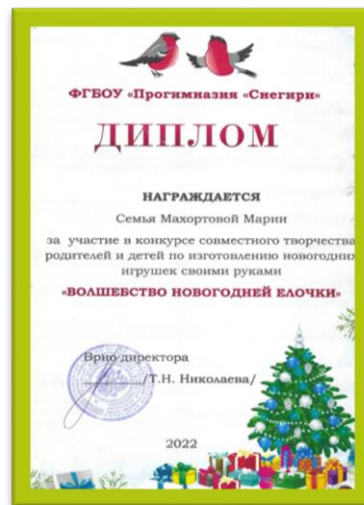 ФГБОУ «Прогимназия «Снегири»
ДИПЛОМ
НАГРАЖДАЕТСЯ
Семья Махортовой Марии
за участие в конкурсе совместного творчества
родителей и детей по изготовлению новогодних
игрушек своими руками
«ВОЛШЕБСТВО НОВОГОДНЕЙ ЕЛОЧКИ»
Врио директора
/Т.Н. Николаева/
2022